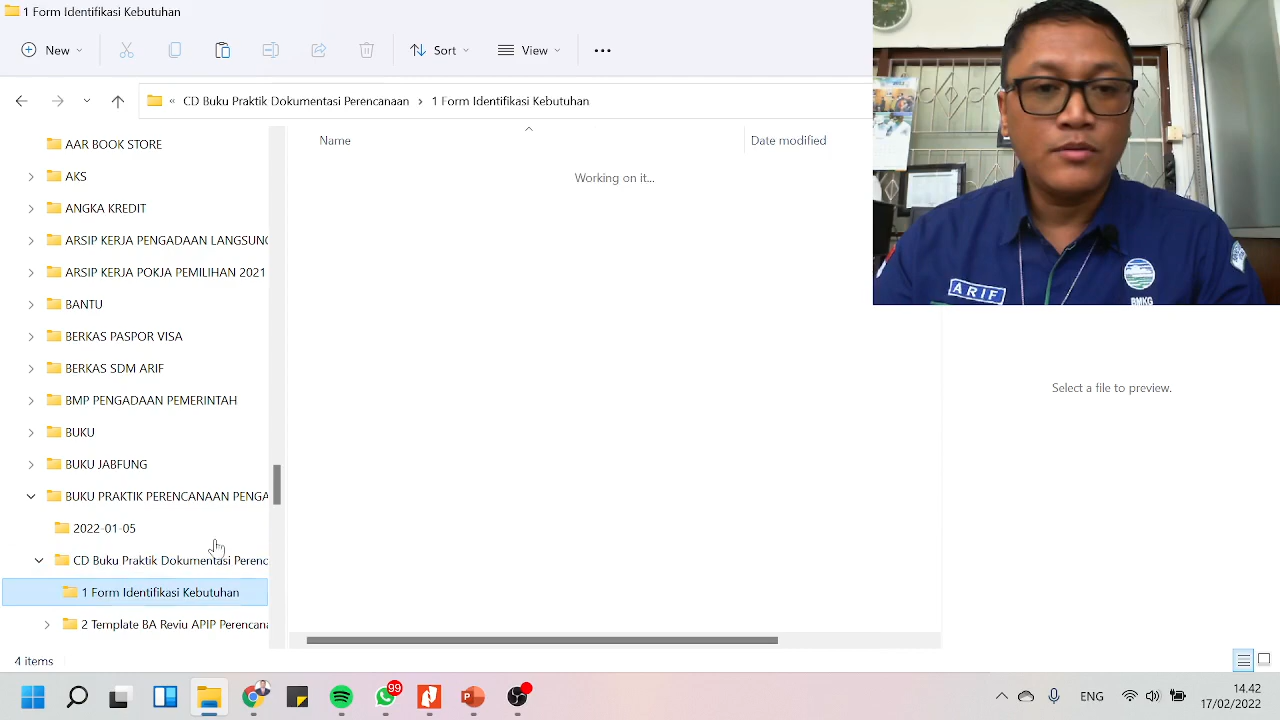 1 Form Identifikasi Kebutuhan
New
Sort
View
CD Buku Praktik Dokumentasi Perencanaan > 1 Form Identifikasi Kebutuhan
Name
Date modified
Working on it...
AAR BOOK STORE
AKS
ANGKA KREDIT
ARSIP KERJA PENGADAAN LANGSUNG
ARSIP KERJA POKJA PEMILIHAN 2021
BANTU
BERKAS PASPOR VISA
BERKAS SDM ARIF
BMP PENGADAAN PEMERINTAH
BUKU
BUKU JABFUNG
BUKU PRAKTIK PERENCANAAN PENGA
2022-01-05
CD Buku Praktik Dokumentasi Perenc
1 Form Identifikasi Kebutuhan
2 Template BA Reviu APIP Perencana
4 items
Select a file to preview.
ARIF
BMKG
99
ENG
14.42
17/02/2022